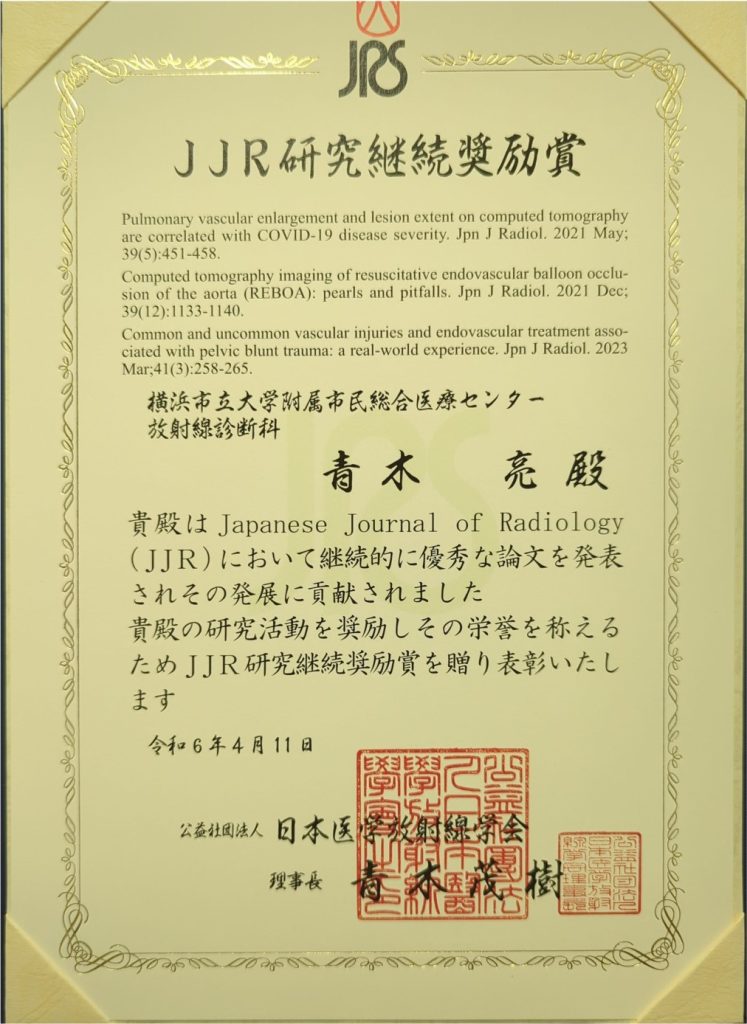 JRS
JJR研究継続奨励賞
Pulmonary vascular enlargement and lesion extent on computed tomography
are correlated with COVID-19 disease severity. Jpn J Radiol. 2021 May;
39(5):451-458.
Computed tomography imaging of resuscitative endovascular balloon occlu-
sion of the aorta (REBOA): pearls and pitfalls. Jpn J Radiol. 2021 Dec;
39(12):1133-1140.
Common and uncommon vascular injuries and endovascular treatment asso-
ciated with pelvic blunt trauma: a real-world experience. Jpn J Radiol. 2023
Mar;41(3):258-265.
横浜市立大学附属市民総合医療センター
放射線診断科
青木 亮 殿
貴殿は Japanese Journal of Radiology
(JJR)において継続的に優秀な論文を発表
されその発展に貢献されました
貴殿の研究活動を奨励しその栄誉を称える
ためJJR研究継続奨励賞を贈り表彰いたし
ます
令和6年4月11日
公益社団法人 日本医学放射線学会
理事長 青木茂樹